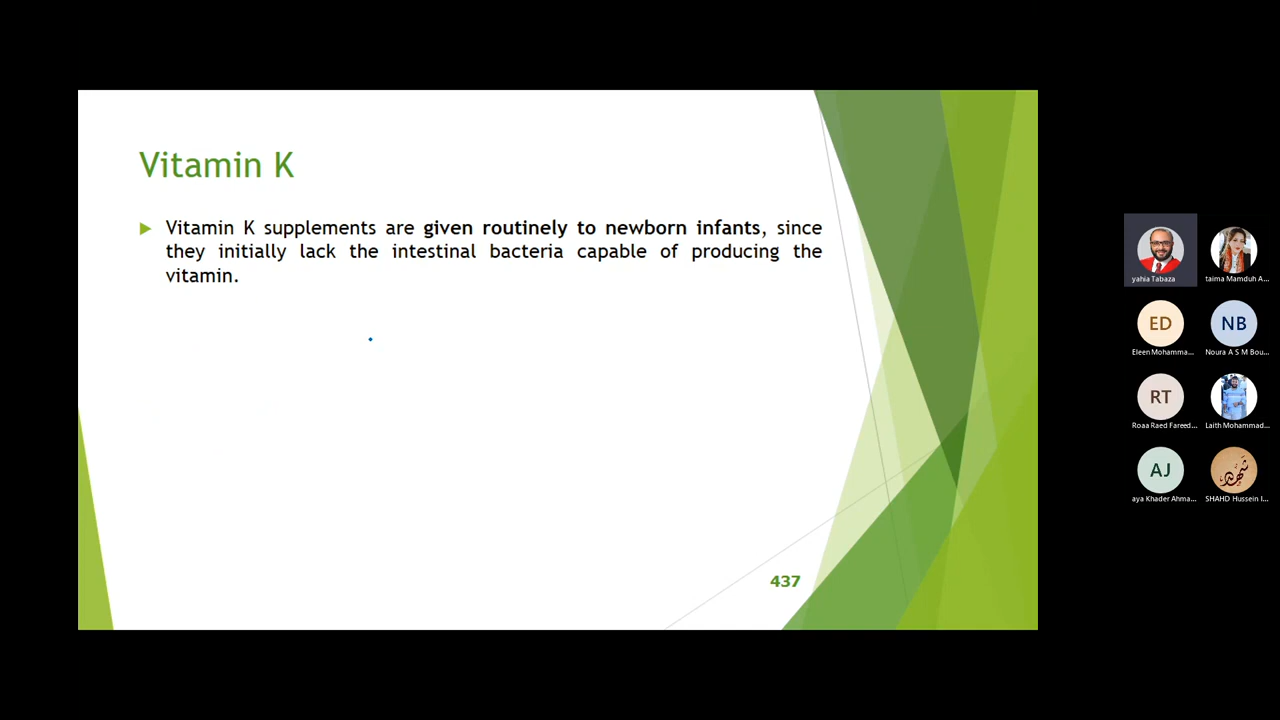 Vitamin K
Vitamin K supplements are given routinely to newborn infants, since
they initially lack the intestinal bacteria capable of producing the
vitamin.
437
yahia Tabaza
taima Mamduh A...
ED
NB
Eleen Mohamma...
Noura A S M Bou...
RT
Roaa Raed Fareed...
Laith Mohammad...
AJ
شهد
aya Khader Ahma...
SHAHD Hussein I...